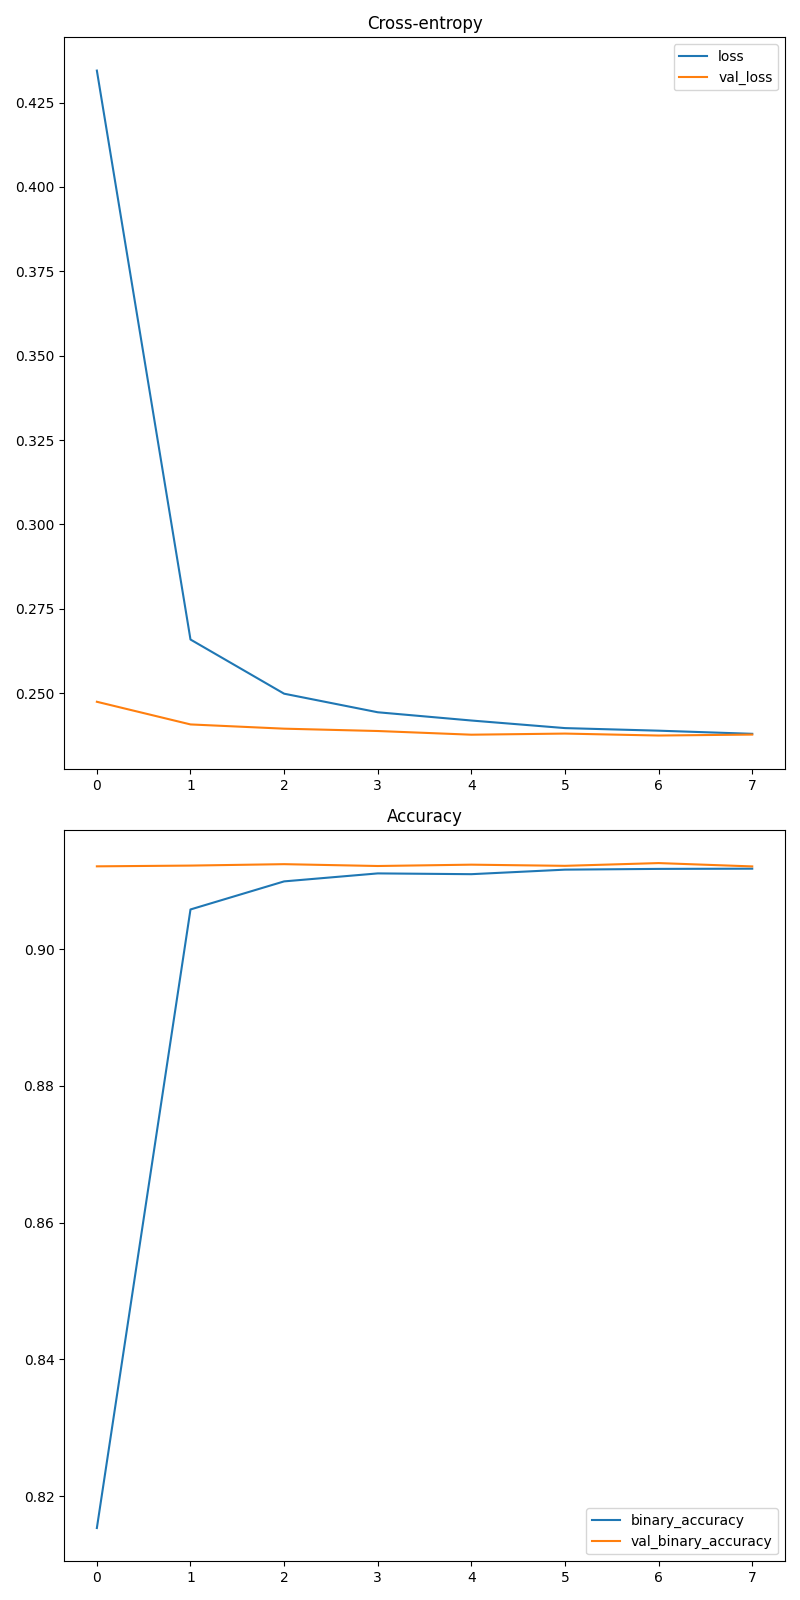 Cross-entropy
loss
val_loss
0.425
0.400
0.375
0.350
0.325
0.300
0.275
0.250
0 1 2 3 4 5 6 7
Accuracy
0.90
0.88
0.86
0.84
0.82
binary_accuracy
val_binary_accuracy
0 1 2 3 4 5 6 7